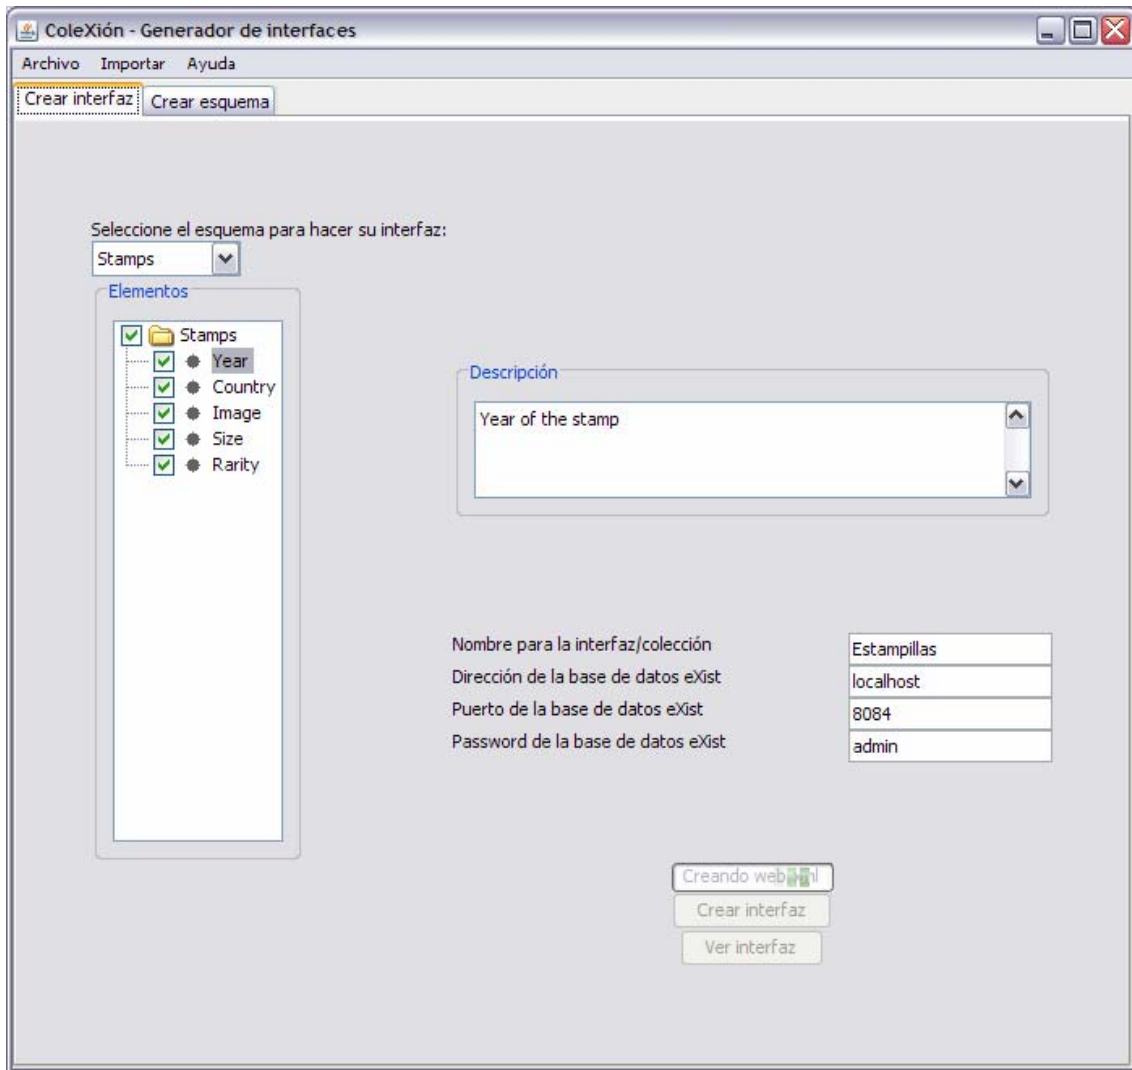 ColeXión - Generador de interfaces
Archivo Importar Ayuda
Crear interfaz Crear esquema
Seleccione el esquema para hacer su interfaz:
Stamps
Elementos
Stamps
Year
Country
Image
Size
Rarity
Descripción
Year of the stamp
Nombre para la interfaz/colección Estampillas
Dirección de la base de datos eXist localhost
Puerto de la base de datos eXist 8084
Password de la base de datos eXist admin
Creando web.xml
Crear interfaz
Ver interfaz